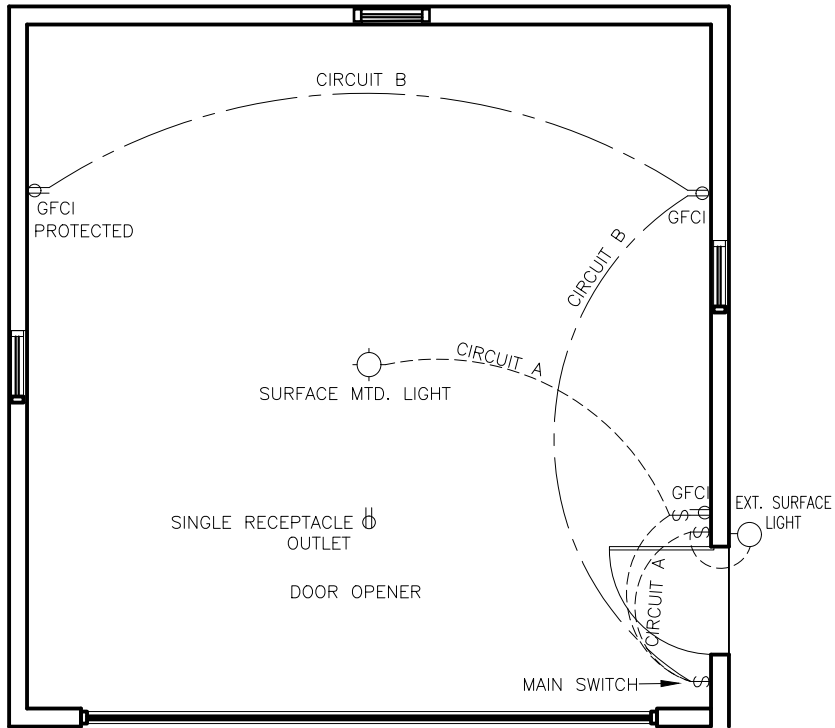 CIRCUIT B
GFCI
PROTECTED
GFCI
CIRCUIT B
CIRCUIT A
SURFACE MTD. LIGHT
GFCI
S
EXT. SURFACE
LIGHT
S
SINGLE RECEPTACLE
OUTLET
DOOR OPENER
CIRCUIT A
MAIN SWITCH
S